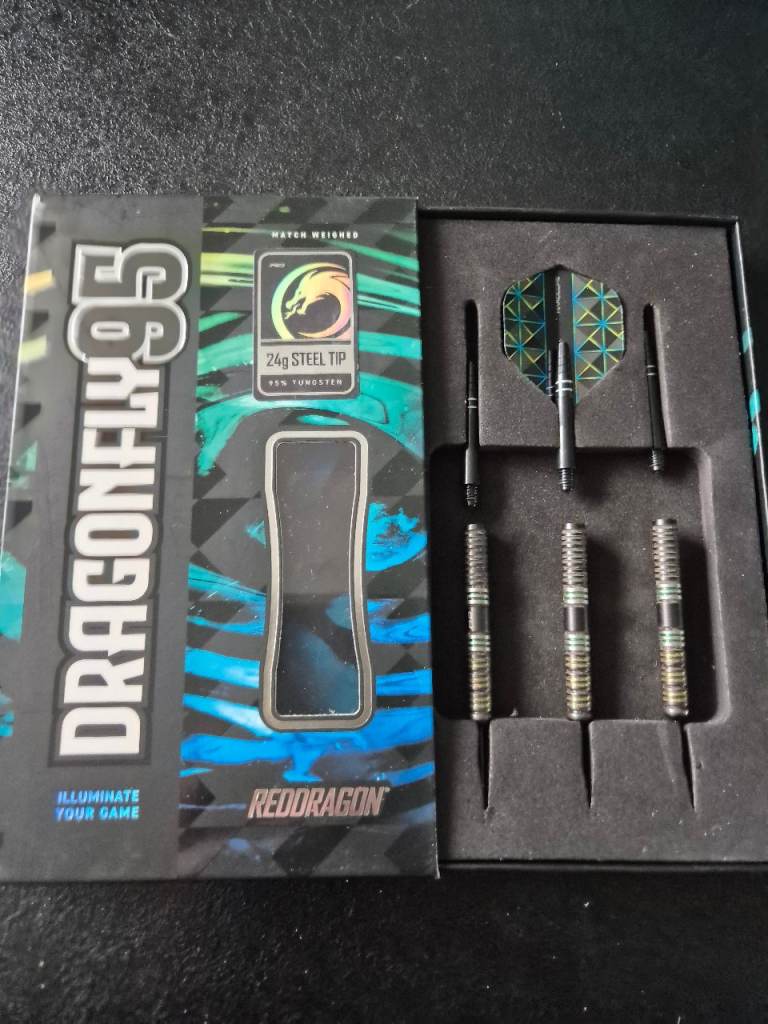 DRAGONFLY95
ILLUMINATE
YOUR GAME
MATCH WEIGHED
24g STEEL TIP
95% TUNGSTEN
REDDRAGON